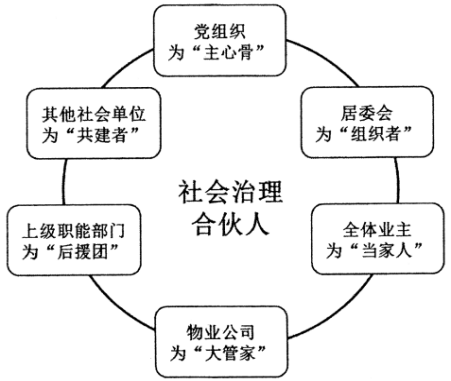 党组织
为“主心骨”
居委会
为“组织者”
全体业主
为“当家人”
物业公司
为“大管家”
上级职能部门
为“后援团”
其他社会单位
为“共建者”
社会治理
合伙人